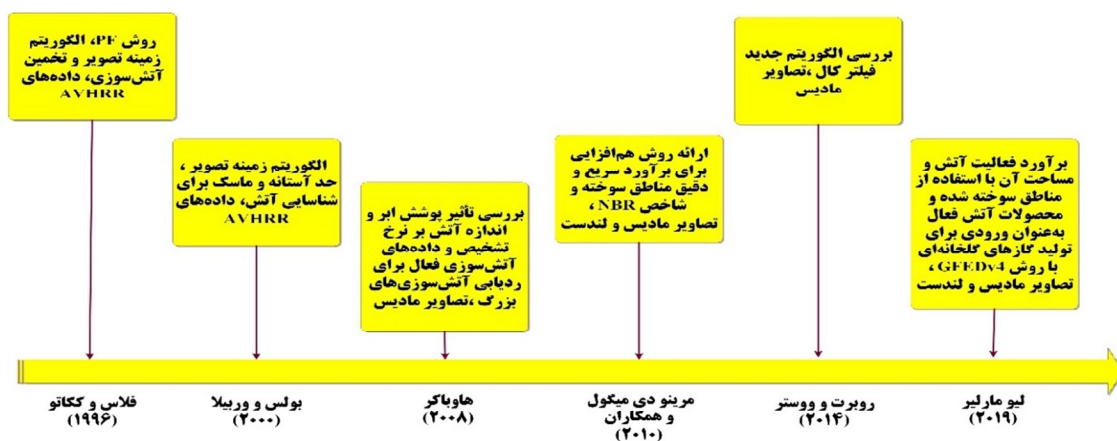 روش PF، الگوریتم
زمینه تصویر و تخمین
آتش‌سوزی، داده‌های
AVHRR
الگوریتم زمینه تصویر ،
حد آستانه و ماسک برای
شناسایی آتش، داده‌های
AVHRR
بررسی تأثیر پوشش ابر و
اندازه آتش بر نرخ
تشخیص و داده‌های
آتش‌سوزی فعال برای
ردیابی آتش‌سوزی‌های
بزرگ ،تصاویر مادیس
ارائه روش هم‌افزایی
برای برآورد سریع و
دقیق مناطق سوخته و
شاخص NBR ،
تصاویر مادیس و لندست
بررسی الگوریتم جدید
فیلتر کال ،تصاویر
مادیس
برآورد فعالیت آتش و
مساحت آن با استفاده از
مناطق سوخته شده و
محصولات آتش فعال
به‌عنوان ورودی برای
تولید گازهای گلخانه‌ای
با روش GFEDv4 ،
تصاویر مادیس و لندست
فلاس و ککاتو
(۱۹۹۶)
بولس و وربیلا
(۲۰۰۰)
هاوباکر
(۲۰۰۸)
مرینو دی میگول
و همکاران
(۲۰۱۰)
روبرت و ووستر
(۲۰۱۴)
لیو مارلیر
(۲۰۱۹)